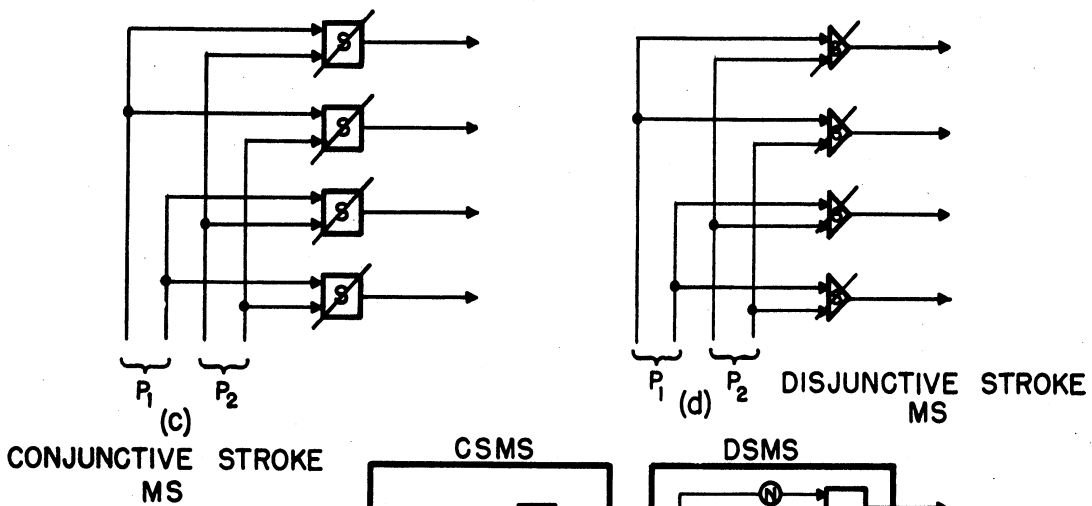 S
S
S
S
S
S
S
S
P1 P2
(c)
CONJUNCTIVE STROKE
MS
P1 (d) P2
DISJUNCTIVE STROKE
MS
CSMS
DSMS
N